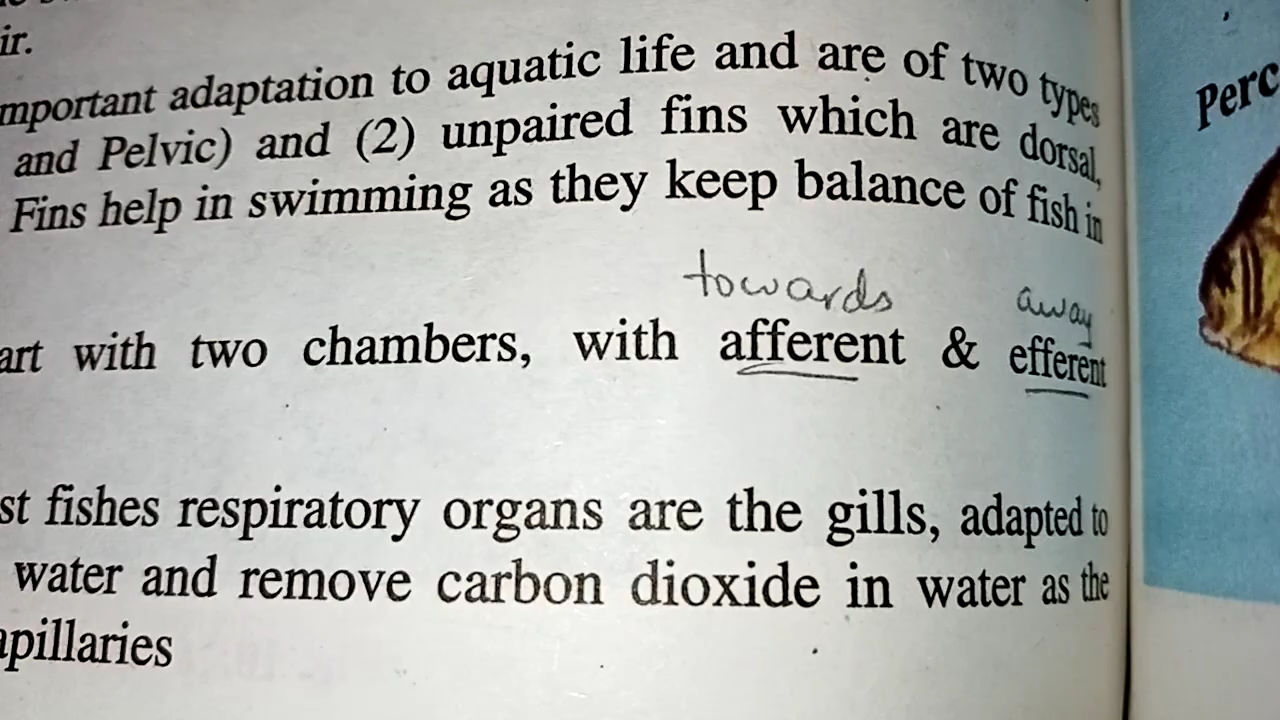 ir.
mportant adaptation to aquatic life and are of two types
and Pelvic) and (2) unpaired fins which are dorsal,
Fins help in swimming as they keep balance of fish in
towards away
art with two chambers, with afferent & efferent
st fishes respiratory organs are the gills, adapted to
water and remove carbon dioxide in water as the
apillaries
Perc